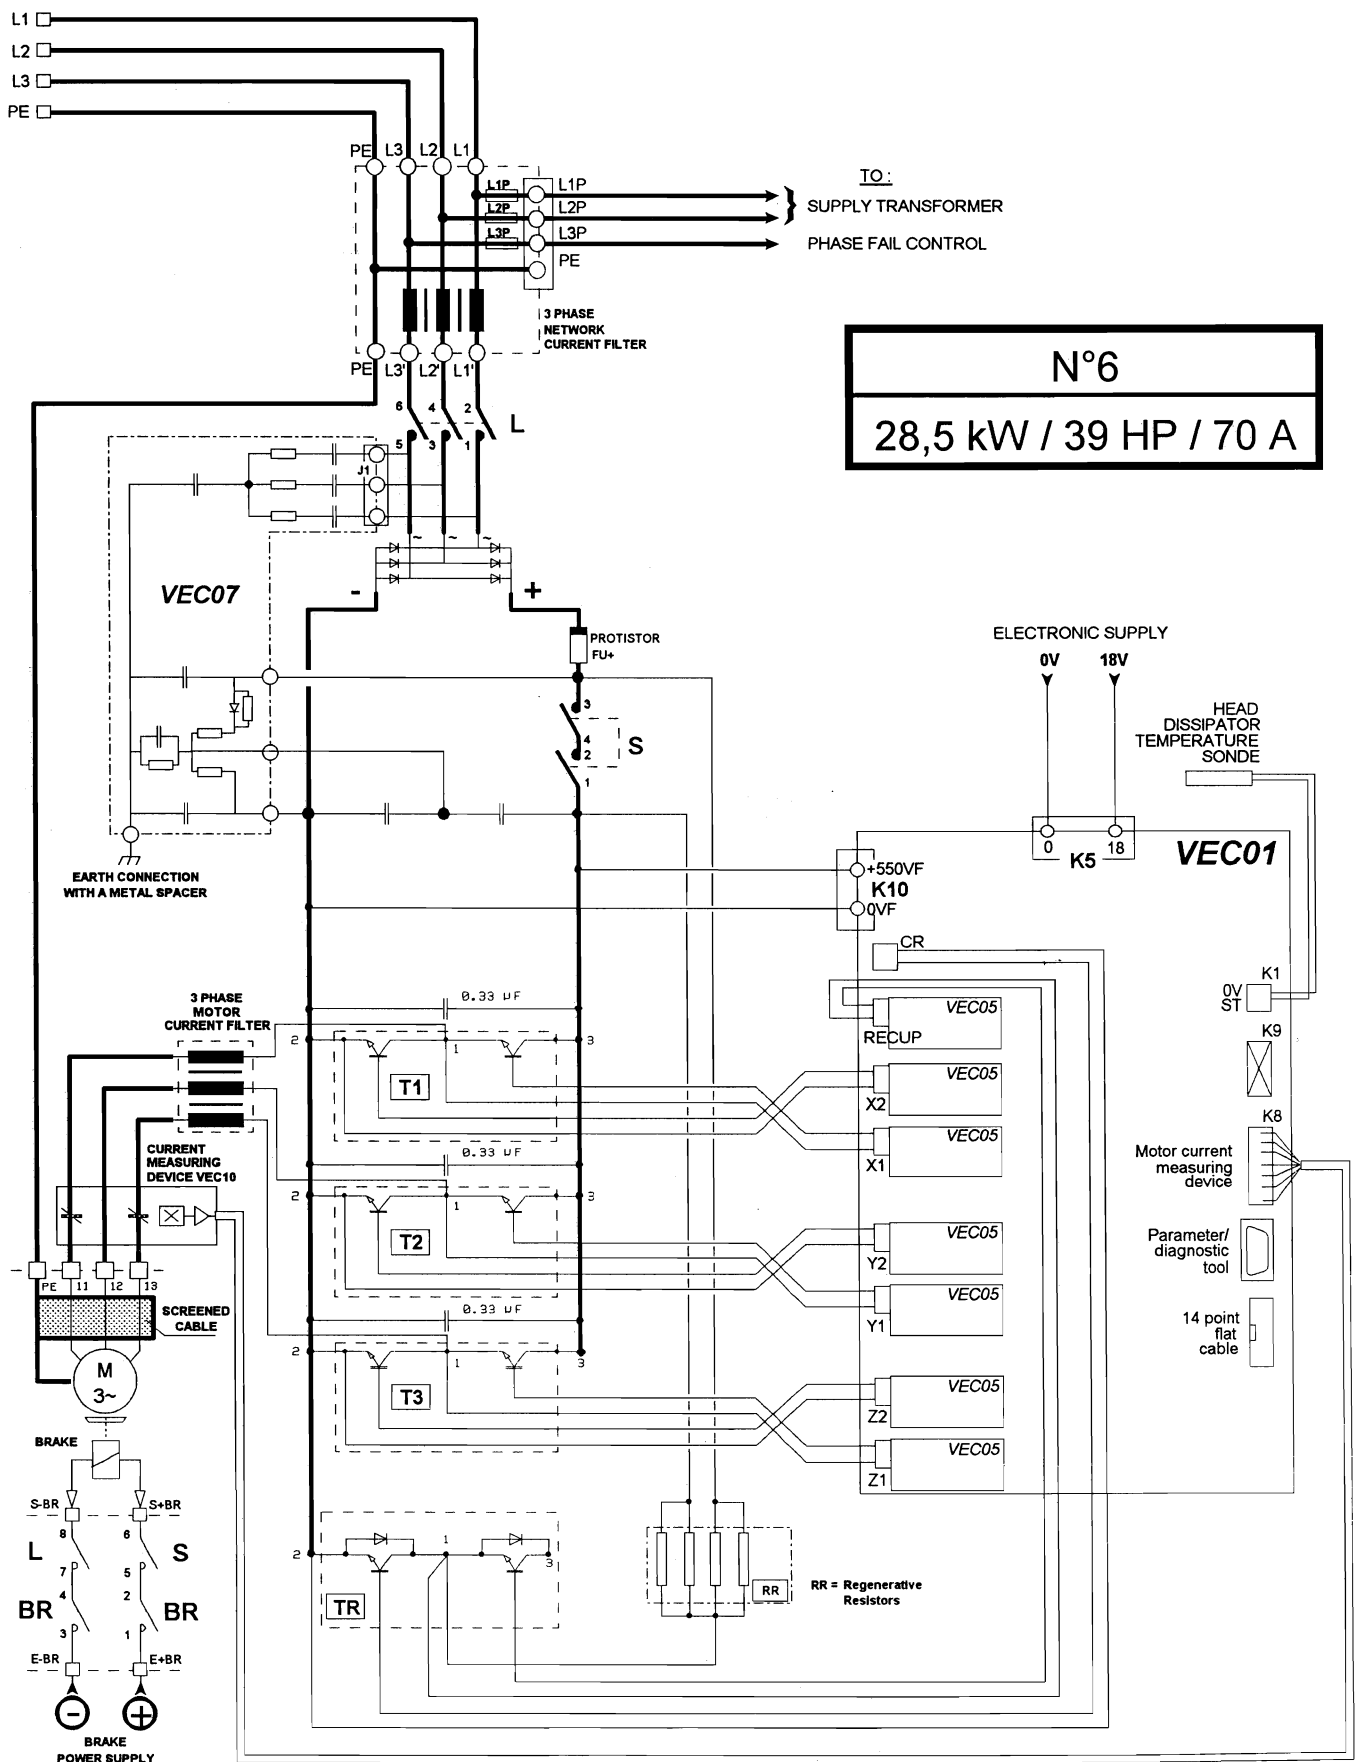 L1
L2
L3
PE
PE L3 L2 L1
TO :
L1P L1P
L2P L2P
SUPPLY TRANSFORMER
L3P L3P
PHASE FAIL CONTROL
PE
3 PHASE
NETWORK
CURRENT FILTER
PE L3' L2' L1'
N°6
28,5 kW / 39 HP / 70 A
6 4 2
L
5 3 1
J1
~ ~ ~
VEC07
- +
PROTISTOR
FU+
ELECTRONIC SUPPLY
0V 18V
3
4
2
1
S
HEAD
DISSIPATOR
TEMPERATURE
SONDE
0 18
K5
VEC01
EARTH CONNECTION
WITH A METAL SPACER
+550VF
K10
0VF
CR
K1
0V
ST
3 PHASE
MOTOR
CURRENT FILTER
0.33 µF
VEC05
RECUP
K9
2 1 3
T1
VEC05
X2
K8
VEC05
X1
CURRENT
MEASURING
DEVICE VEC10
0.33 µF
Motor current
measuring
device
2 1 3
T2
VEC05
Y2
Parameter/
diagnostic
tool
PE 11 12 13
VEC05
Y1
SCREENED
CABLE
0.33 µF
14 point
flat
cable
2 1 3
T3
M
3~
VEC05
Z2
BRAKE
VEC05
Z1
S-BR S+BR
8 6
L S
7 5
4 2
BR BR
3 1
E-BR E+BR
- +
BRAKE
POWER SUPPLY
2 1 3
TR
RR
RR = Regenerative
Resistors